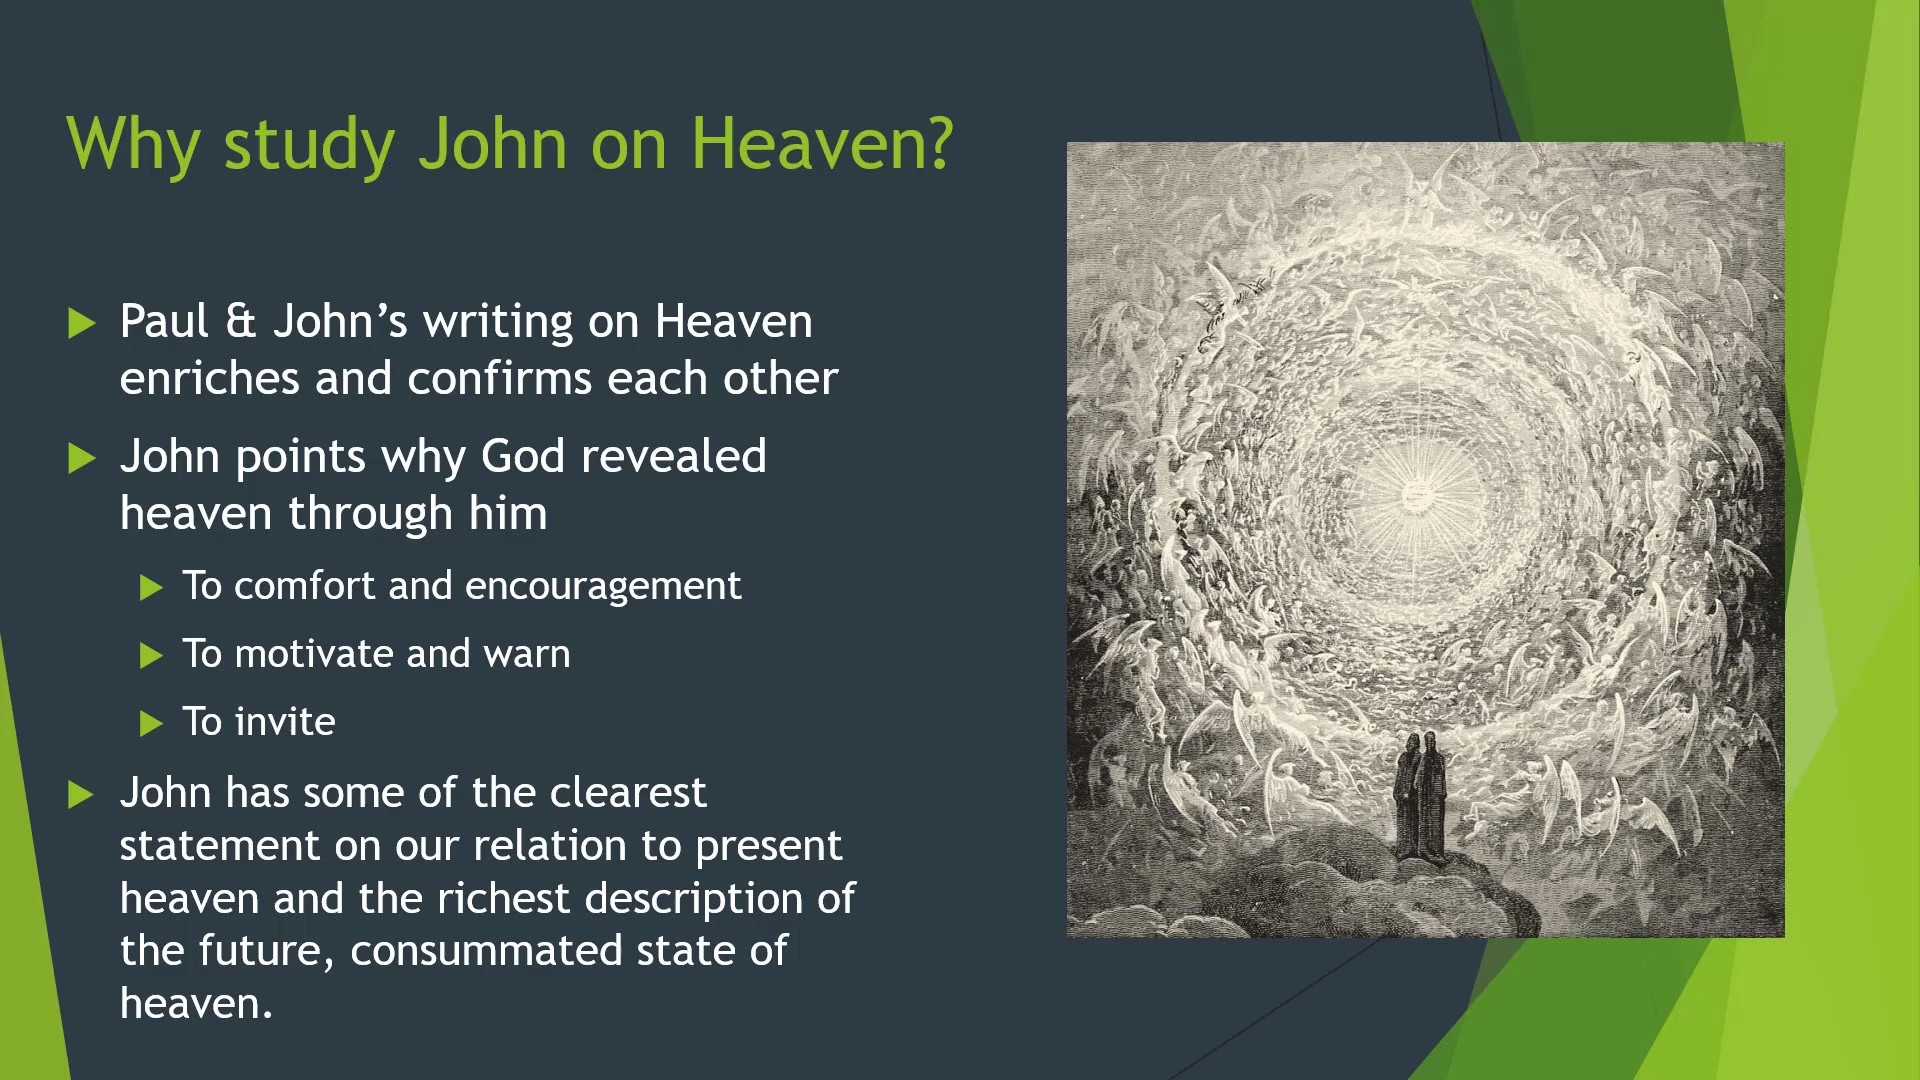 Why study John on Heaven?
Paul & John’s writing on Heaven
enriches and confirms each other
John points why God revealed
heaven through him
To comfort and encouragement
To motivate and warn
To invite
John has some of the clearest
statement on our relation to present
heaven and the richest description of
the future, consummated state of
heaven.